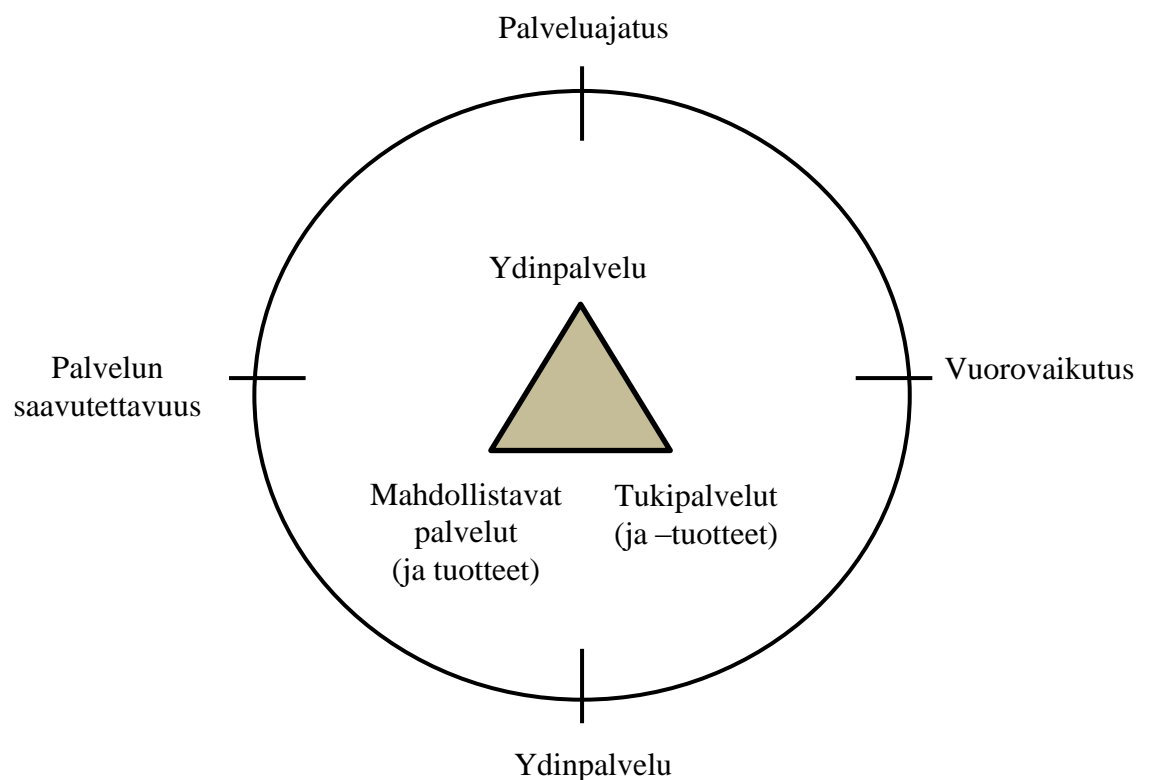 Palveluajatus
Ydinpalvelu
Palvelun
saavutettavuus
Vuorovaikutus
Mahdollistavat
palvelut
(ja tuotteet)
Tukipalvelut
(ja –tuotteet)
Ydinpalvelu